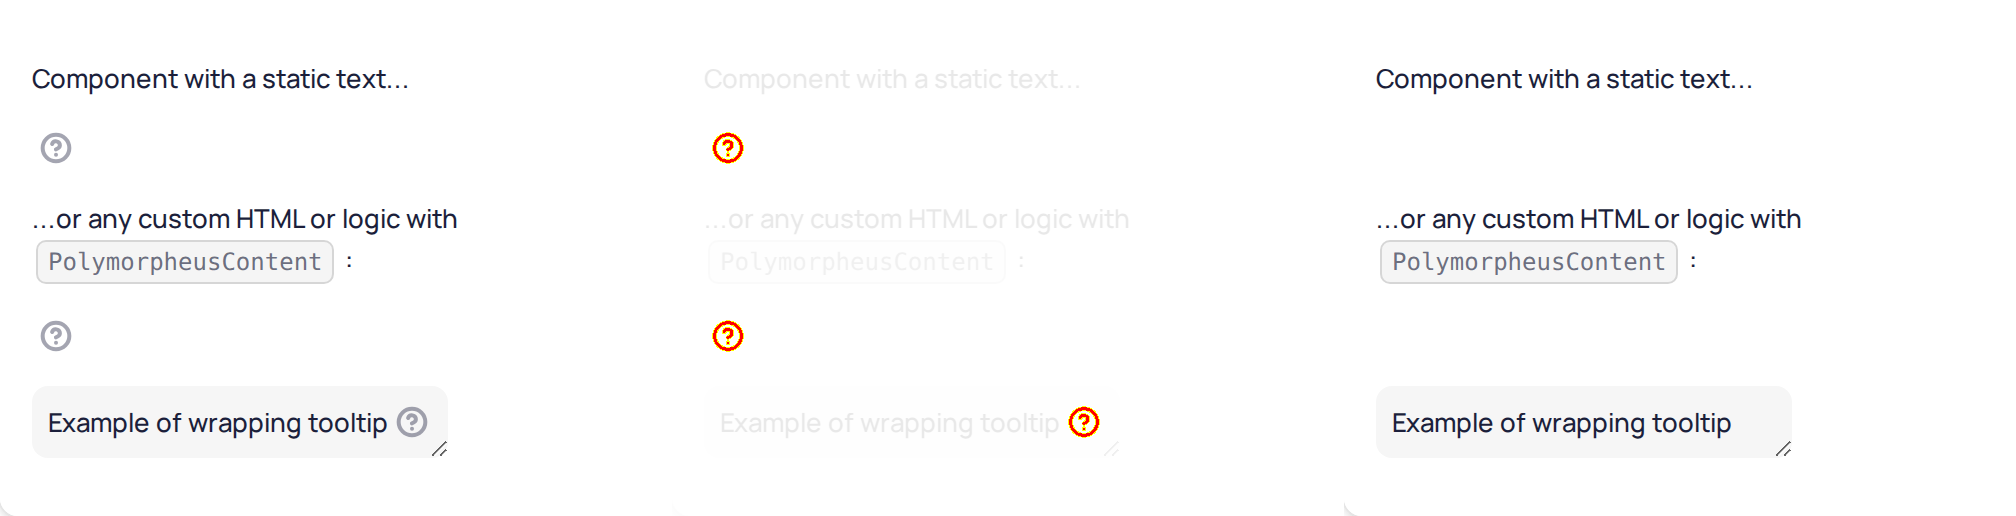 Component with a static text...
...or any custom HTML or logic with
PolymorpheusContent :
Example of wrapping tooltip
Component with a static text...
...or any custom HTML or logic with
PolymorpheusContent :
Example of wrapping tooltip
Component with a static text...
...or any custom HTML or logic with
PolymorpheusContent :
Example of wrapping tooltip